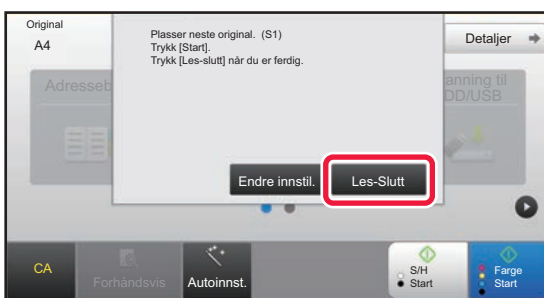 Original
A4
Plasser neste original. (S1)
Trykk [Start].
Trykk [Les-slutt] når du er ferdig.
Detaljer
Adresseb
anning til
DD/USB
Endre innstil.
Les-Slutt
CA
Forhåndsvis
Autoinnst.
S/H
Start
Farge
Start